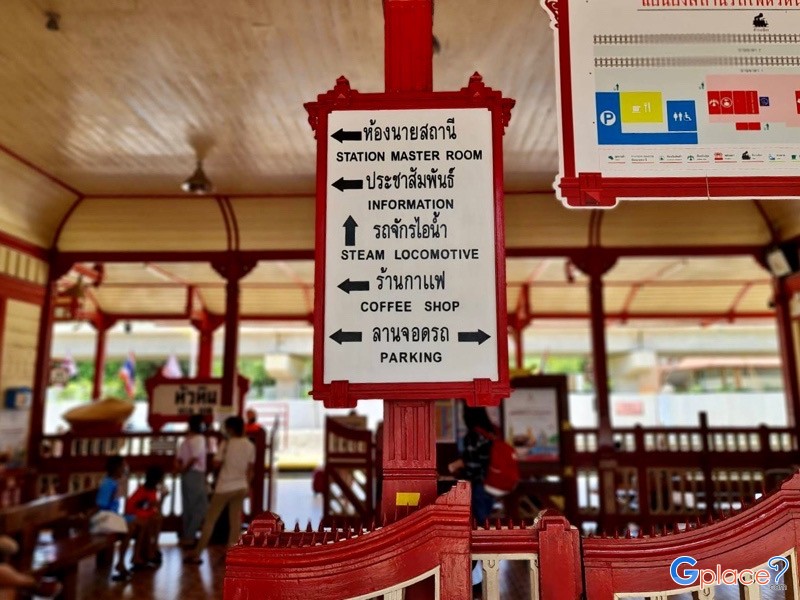 ห้องนายสถานี
STATION MASTER ROOM
ประชาสัมพันธ์
INFORMATION
รถจักรไอน้ำ
STEAM LOCOMOTIVE
ร้านกาแฟ
COFFEE SHOP
ลานจอดรถ
PARKING
P
หัวหิน
Gplace
.com